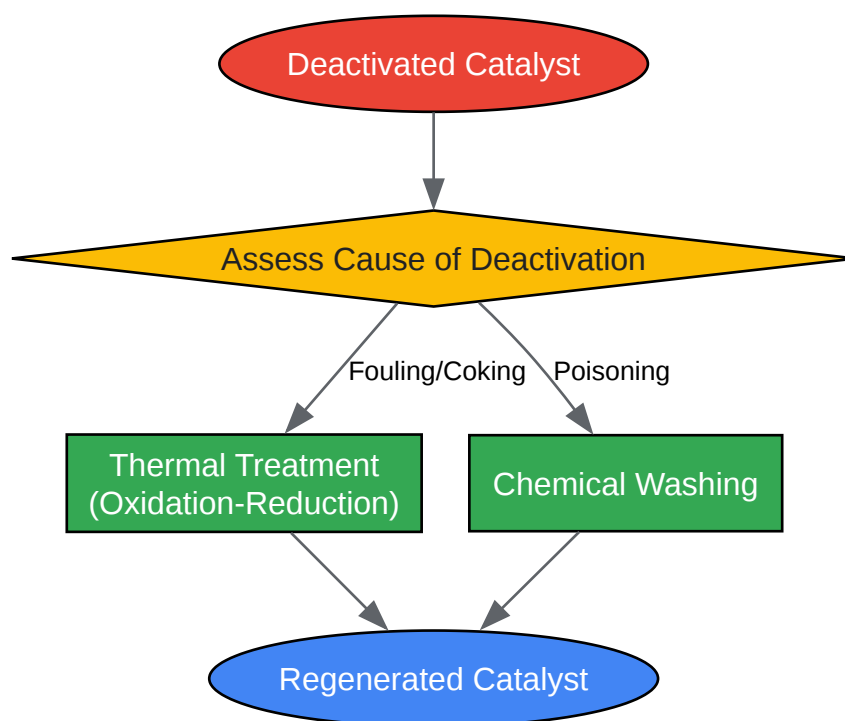 Deactivated Catalyst
Assess Cause of Deactivation
Fouling/Coking
Poisoning
Thermal Treatment
(Oxidation-Reduction)
Chemical Washing
Regenerated Catalyst